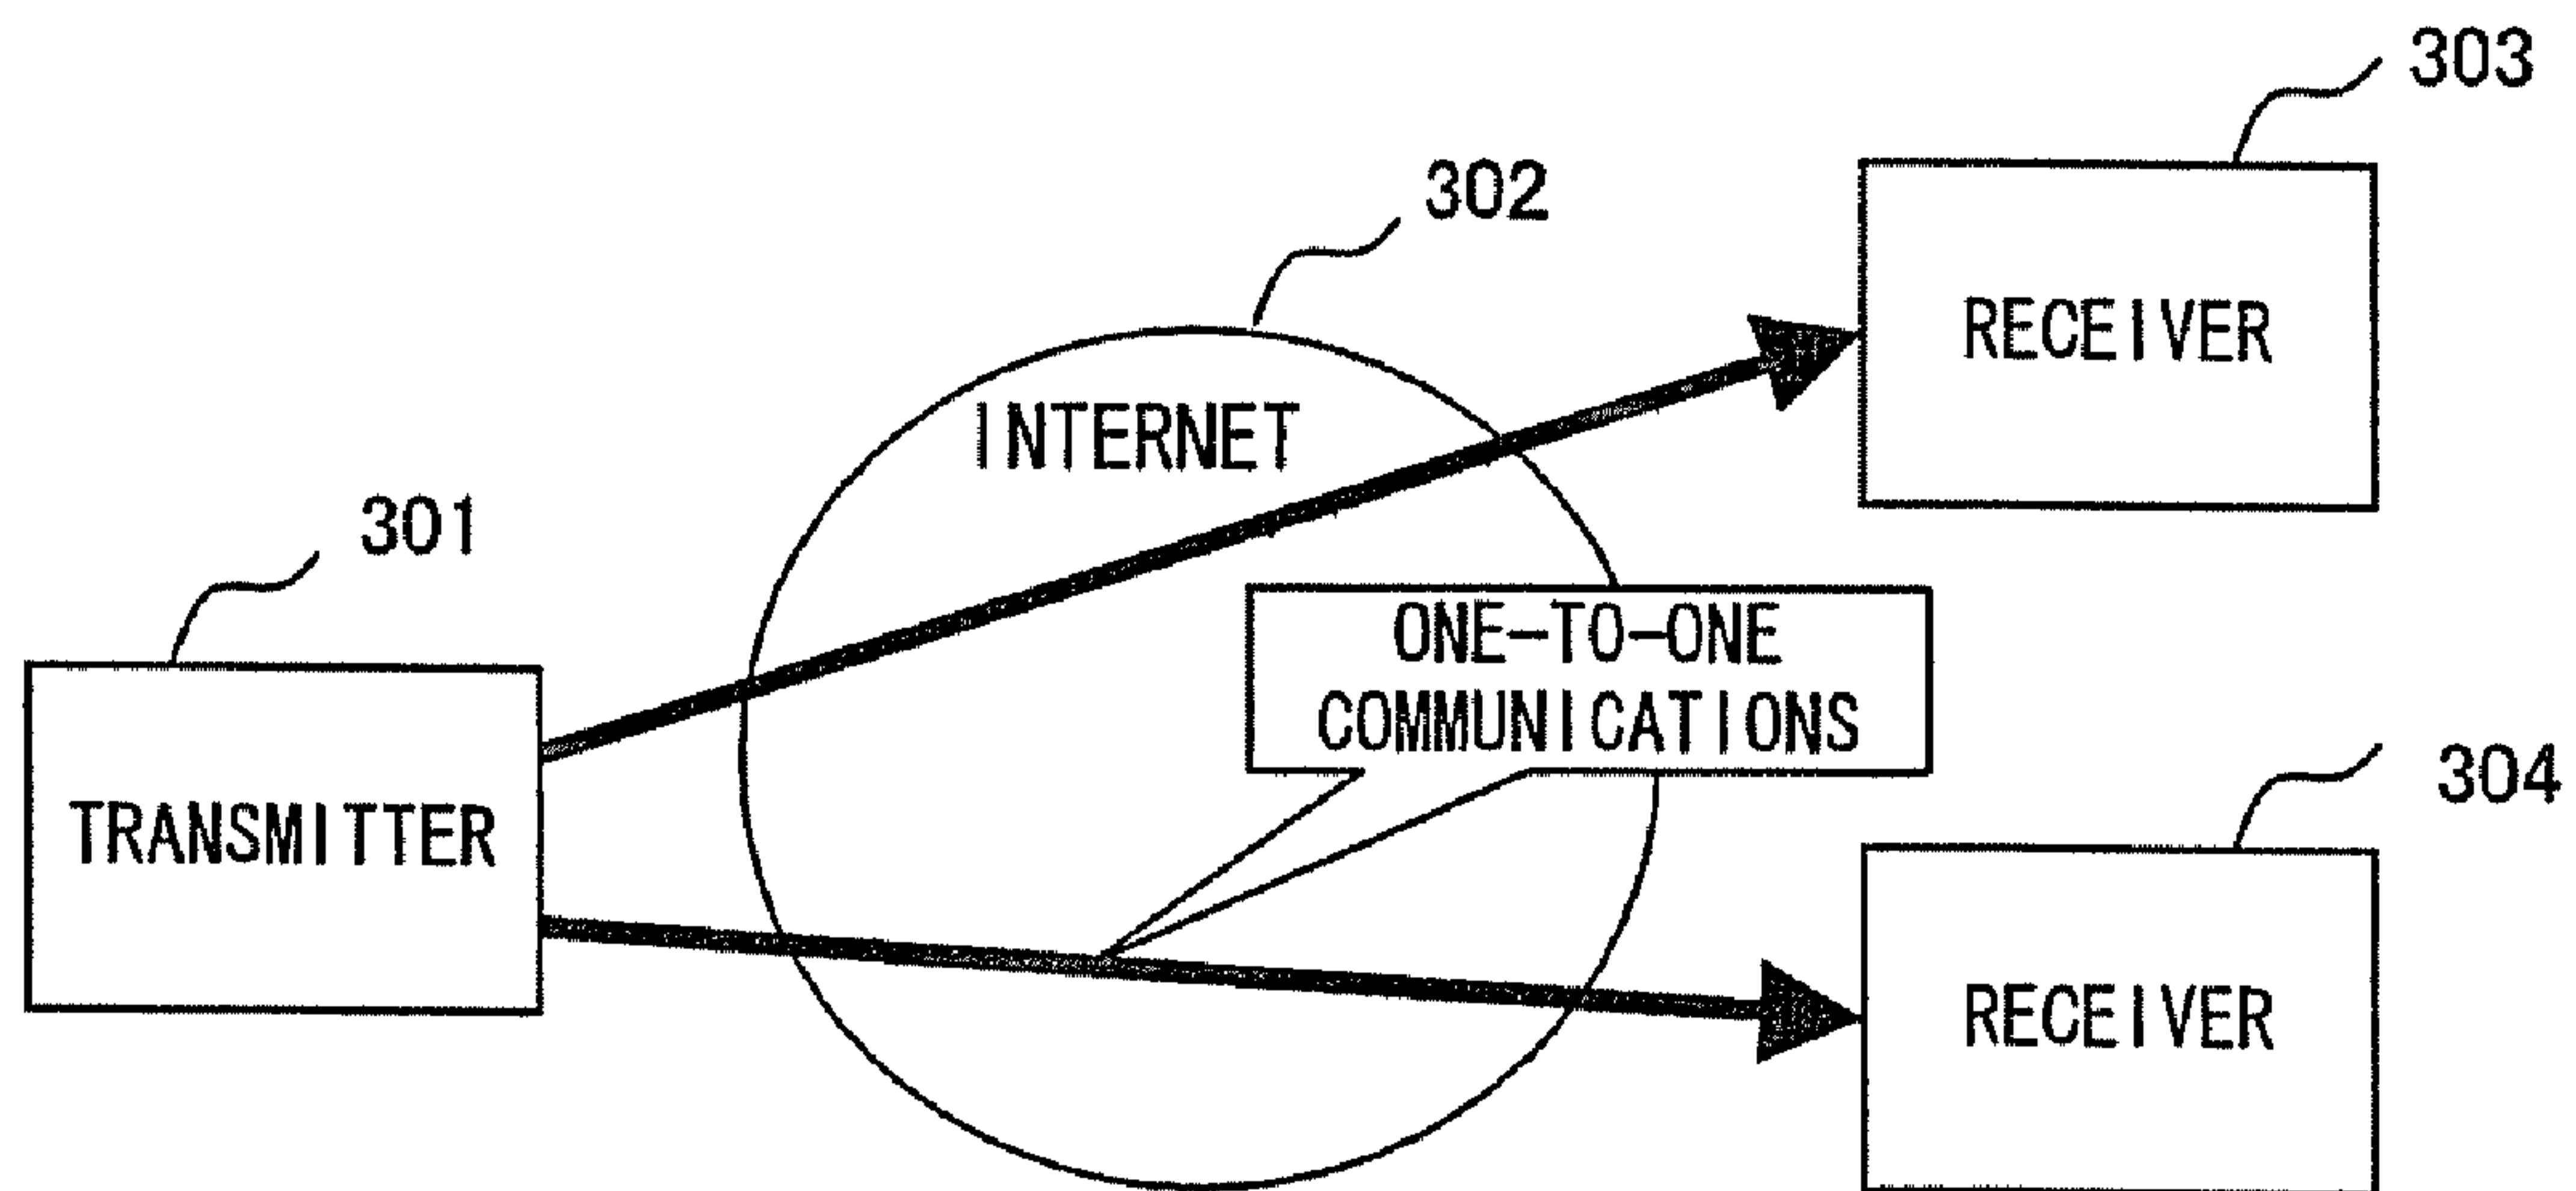 303
302
RECEIVER
INTERNET
301
ONE-TO-ONE
COMMUNICATIONS
304
TRANSMITTER
RECEIVER